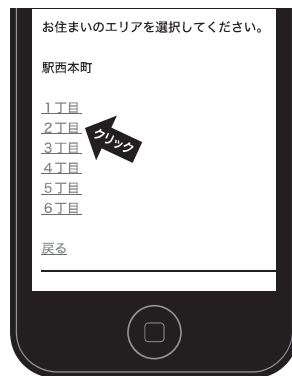 お住まいのエリアを選択してください。
駅西本町
1丁目
2丁目
クリック
3丁目
4丁目
5丁目
6丁目
戻る